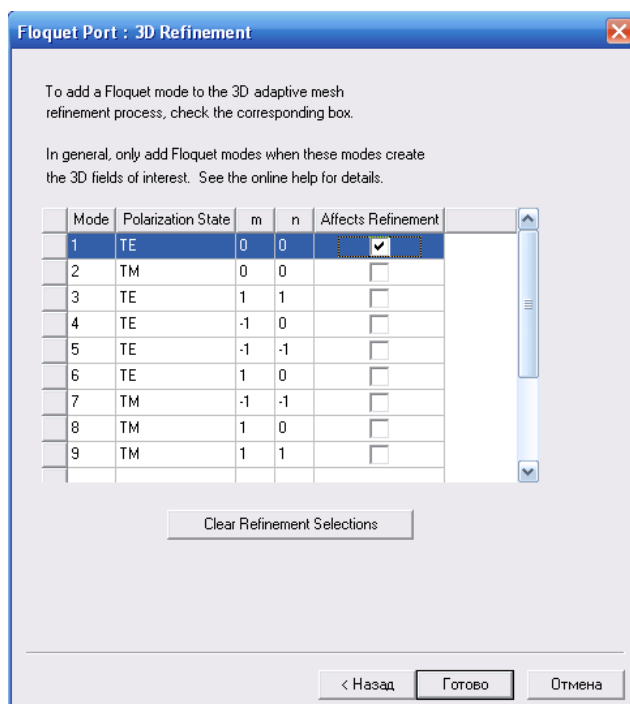 Floquet Port : 3D Refinement
To add a Floquet mode to the 3D adaptive mesh
refinement process, check the corresponding box.
In general, only add Floquet modes when these modes create
the 3D fields of interest. See the online help for details.
Mode Polarization State m n Affects Refinement
1 TE 0 0
2 TM 0 0
3 TE 1 1
4 TE -1 0
5 TE -1 -1
6 TE 1 0
7 TM -1 -1
8 TM 1 0
9 TM 1 1
Clear Refinement Selections
< Назад Готово Отмена